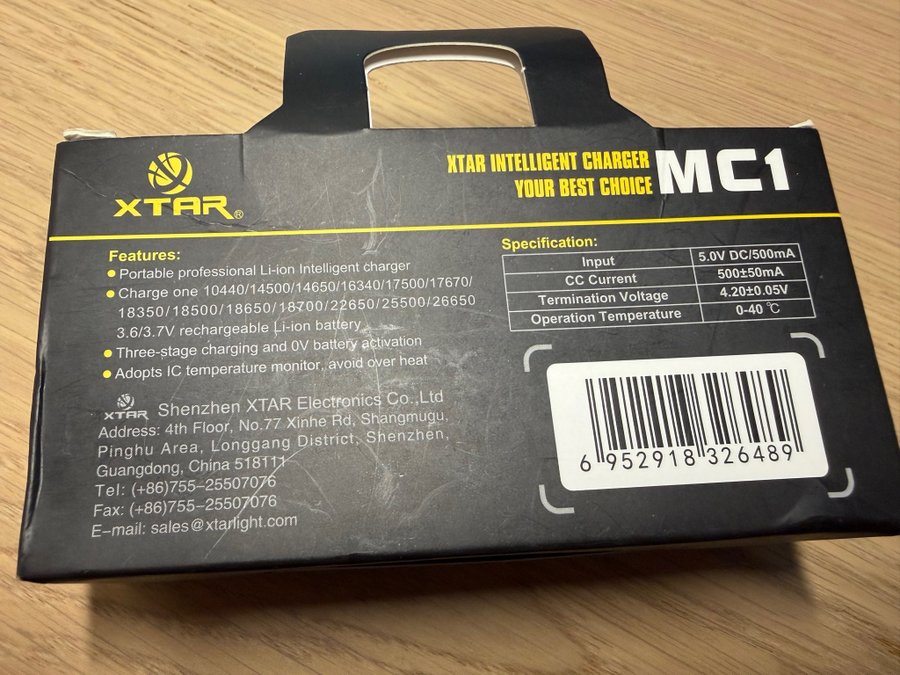 XTAR®
XTAR INTELLIGENT CHARGER
YOUR BEST CHOICE
MC1
Features:
● Portable professional Li-ion Intelligent charger
● Charge one 10440/14500/14650/16340/17500/17670/
18350/18500/18650/18700/22650/25500/26650
3.6/3.7V rechargeable Li-ion battery
● Three-stage charging and 0V battery activation
● Adopts IC temperature monitor, avoid over heat
XTAR Shenzhen XTAR Electronics Co.,Ltd
Address: 4th Floor, No.77 Xinhe Rd, Shangmugu,
Pinghu Area, Longgang District, Shenzhen,
Guangdong, China 518111
Tel: (+86)755-25507076
Fax: (+86)755-25507076
E-mail: sales@xtarlight.com
Specification:
Input 5.0V DC/500mA
CC Current 500±50mA
Termination Voltage 4.20±0.05V
Operation Temperature 0-40 ℃
6 952918 326489